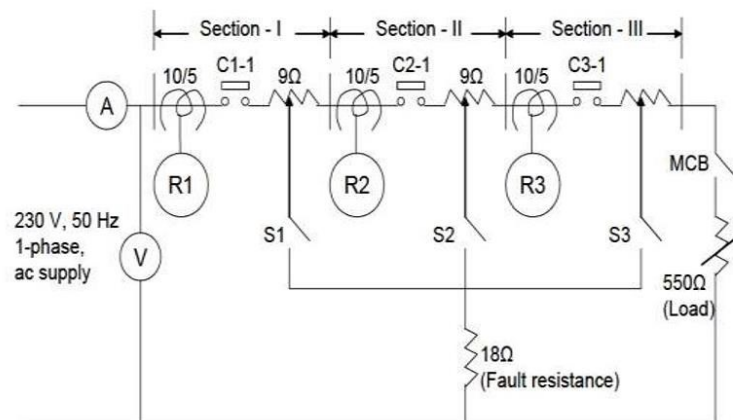 Section - I
Section - II
Section - III
10/5
C1-1
9Ω
10/5
C2-1
9Ω
10/5
C3-1
A
R1
R2
R3
MCB
230 V, 50 Hz
1-phase,
ac supply
V
S1
S2
S3
550Ω
(Load)
18Ω
(Fault resistance)